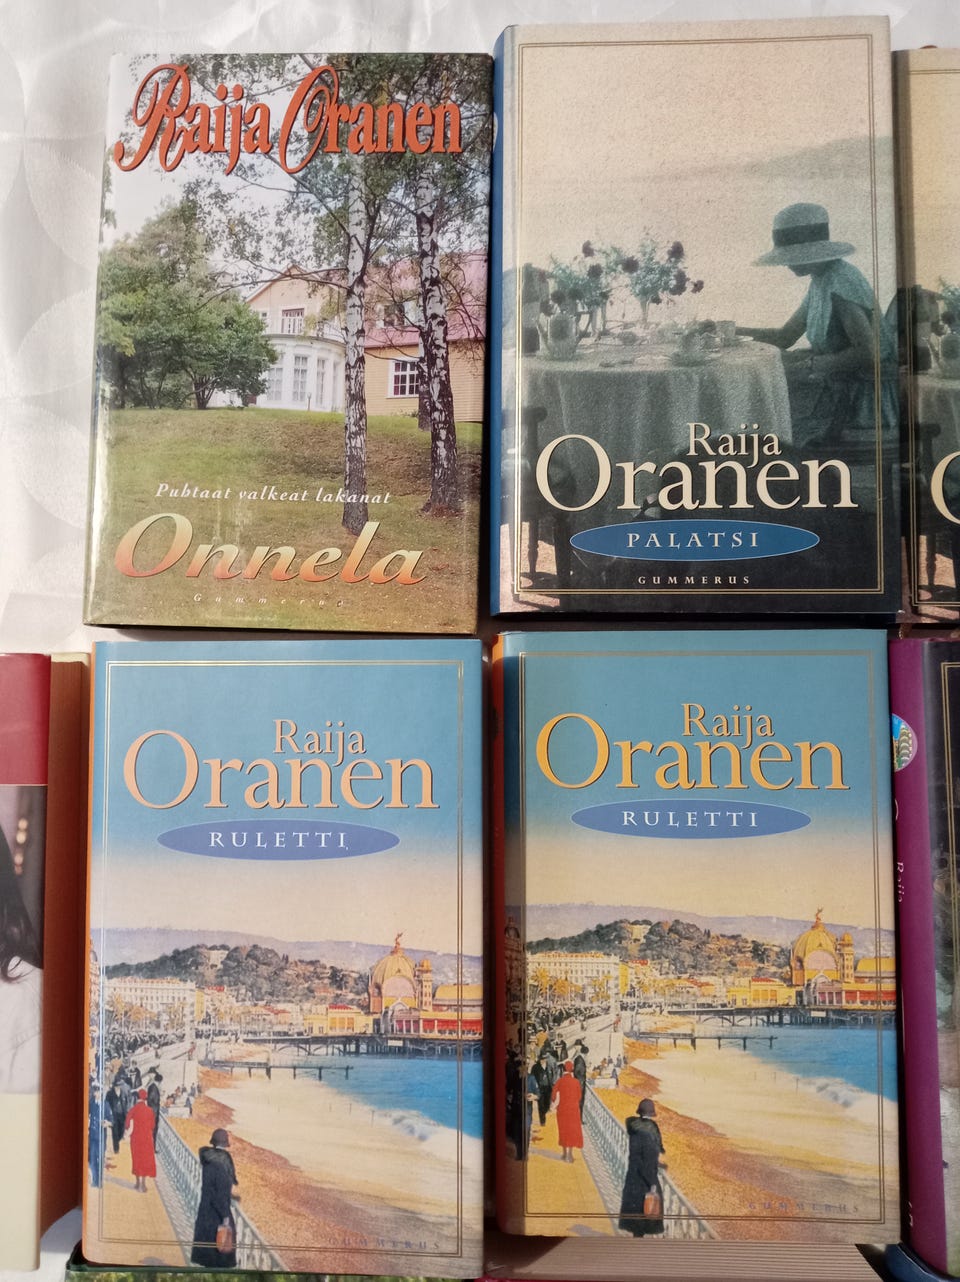 Raija Oranen
Puhtaat valkeat lakanat
Onnela
Gummerus
Raija
Oranen
PALATSI
GUMMERUS
Raija
Oranen
RULETTI
GUMMERUS
Raija
Oranen
RULETTI
GUMMERUS
Raija